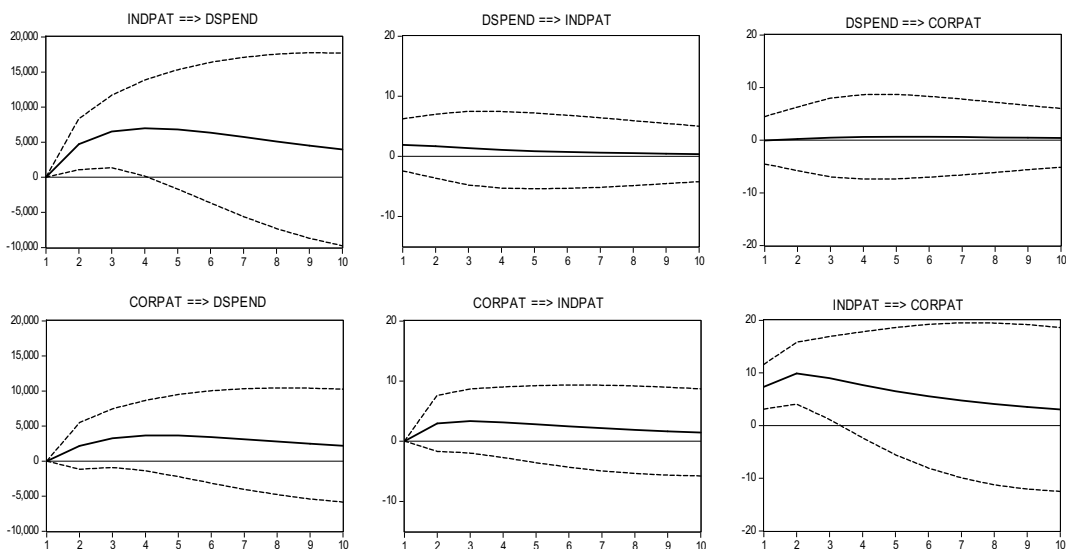 INDPAT ==> DSPEND
20,000
15,000
10,000
5,000
0
-5,000
-10,000
1 2 3 4 5 6 7 8 9 10
DSPEND ==> INDPAT
20
10
0
-10
1 2 3 4 5 6 7 8 9 10
DSPEND ==> CORPAT
20
10
0
-10
-20
1 2 3 4 5 6 7 8 9 10
CORPAT ==> DSPEND
20,000
15,000
10,000
5,000
0
-5,000
-10,000
1 2 3 4 5 6 7 8 9 10
CORPAT ==> INDPAT
20
10
0
-10
1 2 3 4 5 6 7 8 9 10
INDPAT ==> CORPAT
20
10
0
-10
-20
1 2 3 4 5 6 7 8 9 10